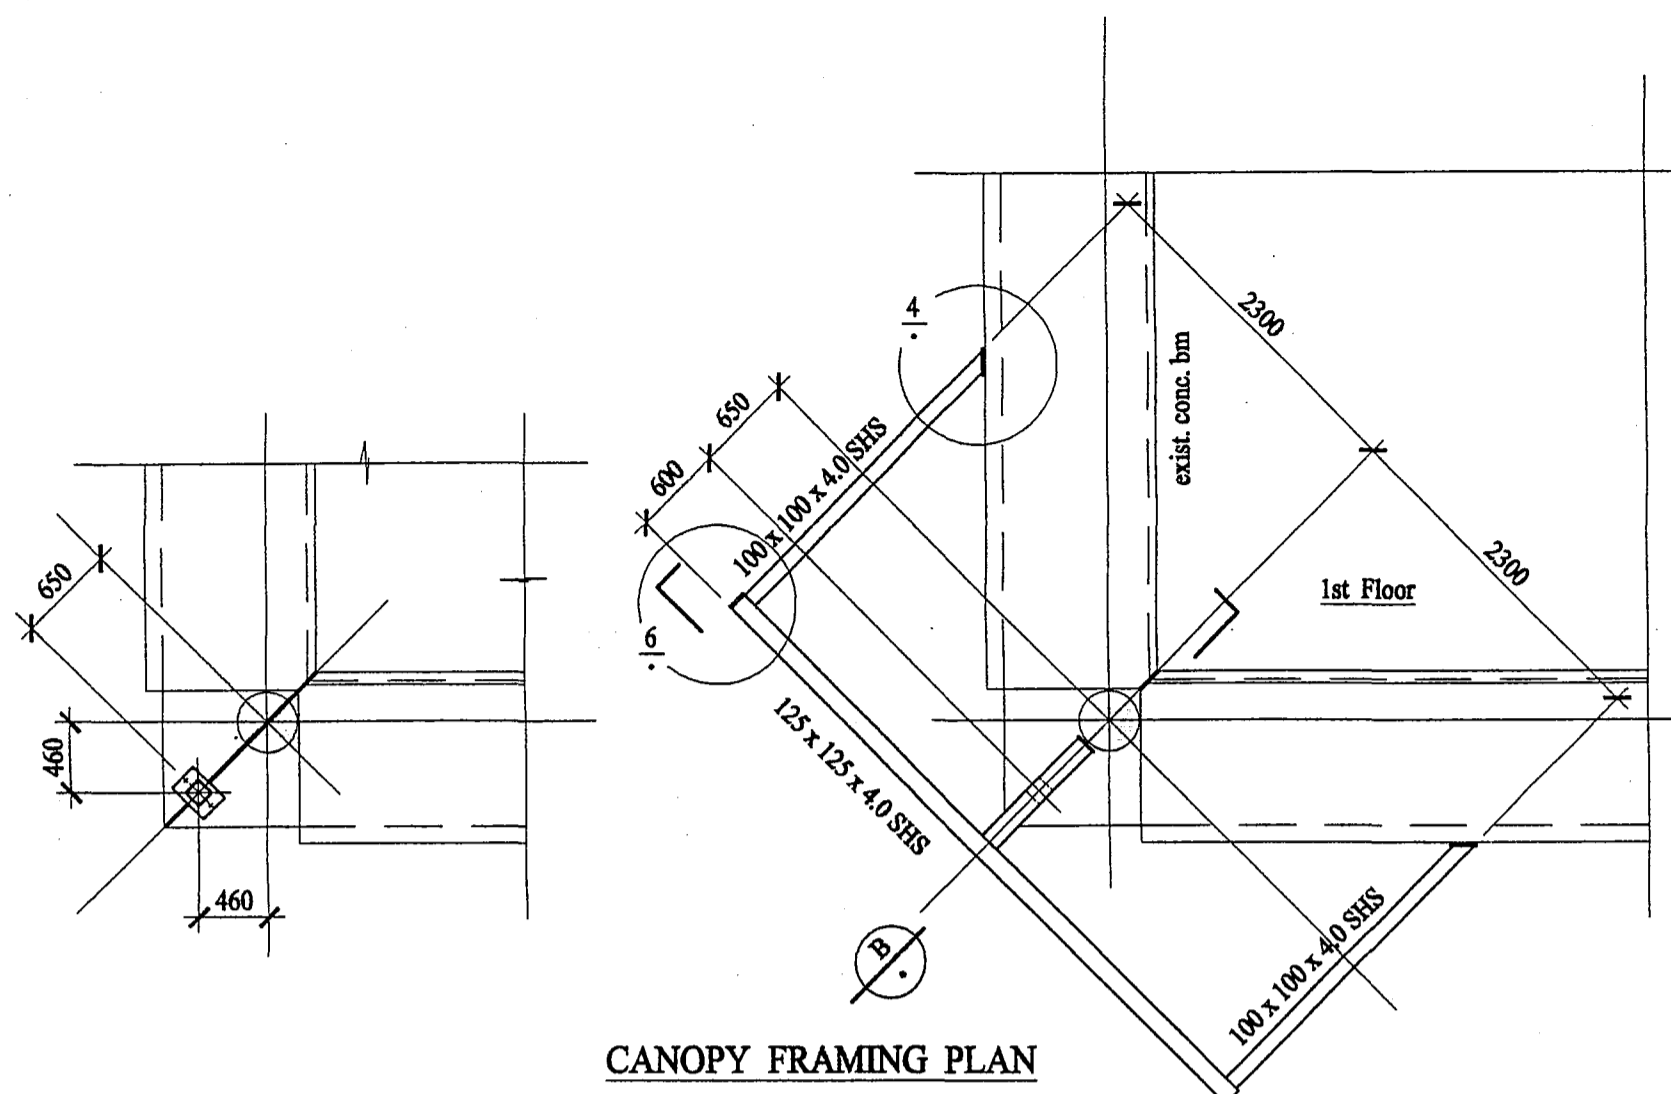 650
460
460
4
650
600
100 x 100 x 4.0 SHS
6
125 x 125 x 4.0 SHS
exist. conc. bm
2300
2300
1st Floor
B
100 x 100 x 4.0 SHS
CANOPY FRAMING PLAN